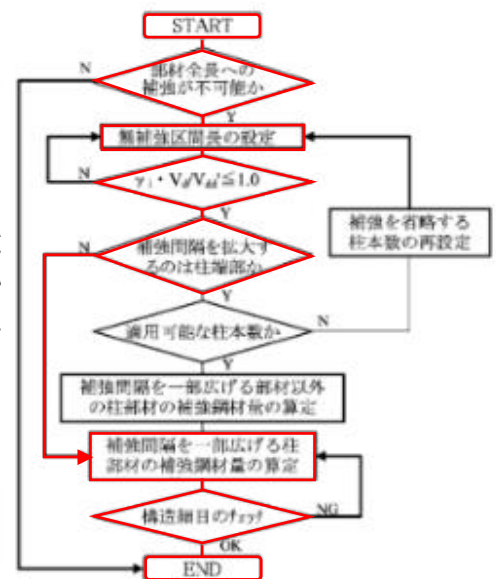 START
N
部材全長への
補強が不可能か
Y
無補強区間長の設定
N
γi・Vd/Vdd'≦1.0
Y
補強を省略する
柱本数の再設定
N
補強間隔を拡大す
るのは柱端部か
Y
適用可能な柱本数か
N
Y
補強間隔を一部広げる部材以外
の柱部材の補強鋼材量の算定
補強間隔を一部広げる柱
部材の補強鋼材量の算定
構造細目のチェック
NG
OK
END